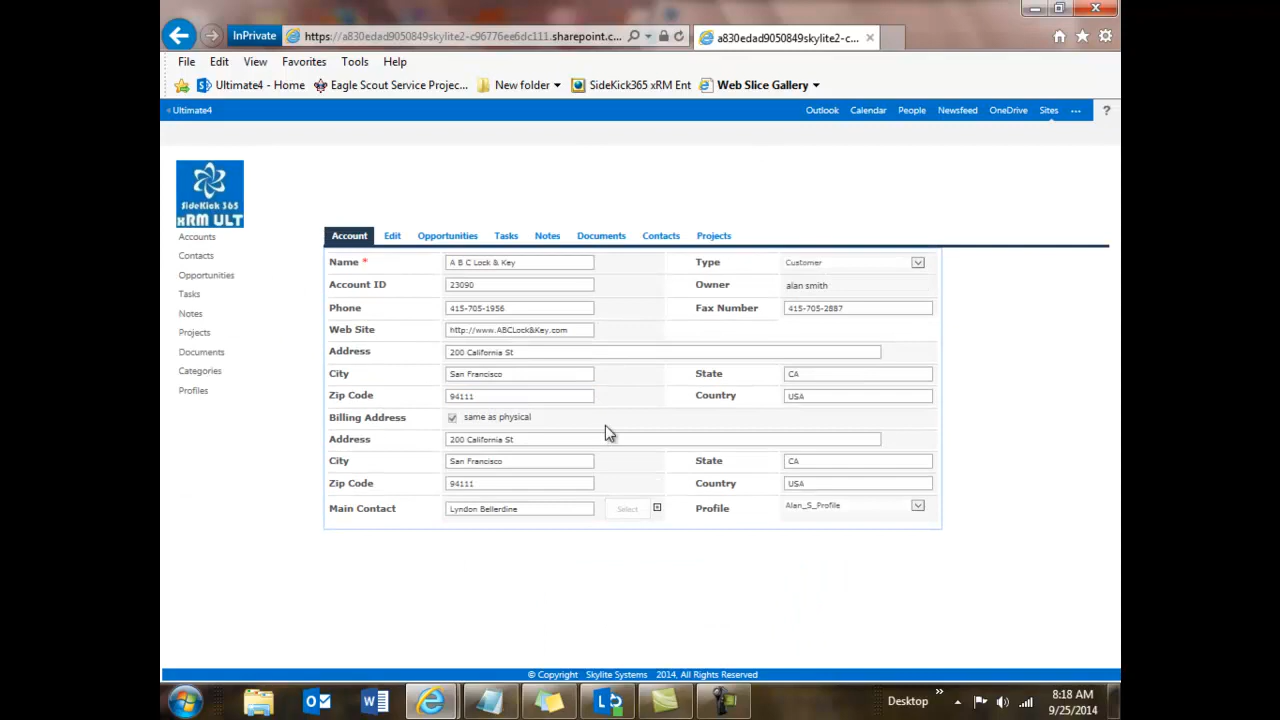 InPrivate https://a830edad9050849skylite2-c96776ee6dc111.sharepoint.c... a830edad9050849skylite2-c...
File Edit View Favorites Tools Help
Ultimate4 - Home Eagle Scout Service Projec... New folder SideKick365 xRM Ent Web Slice Gallery
Ultimate4 Outlook Calendar People Newsfeed OneDrive Sites ... ?
SideKick 365
xRM ULT
Accounts
Contacts
Opportunities
Tasks
Notes
Projects
Documents
Categories
Profiles
Account Edit Opportunities Tasks Notes Documents Contacts Projects
Name * A B C Lock & Key Type Customer
Account ID 23090 Owner alan smith
Phone 415-705-1956 Fax Number 415-705-2887
Web Site http://www.ABCLock&Key.com
Address 200 California St
City San Francisco State CA
Zip Code 94111 Country USA
Billing Address same as physical
Address 200 California St
City San Francisco State CA
Zip Code 94111 Country USA
Main Contact Lyndon Bellerdine Select Profile Alan_S_Profile
© Copyright Skylite Systems 2014, All Rights Reserved
Desktop 8:18 AM
9/25/2014